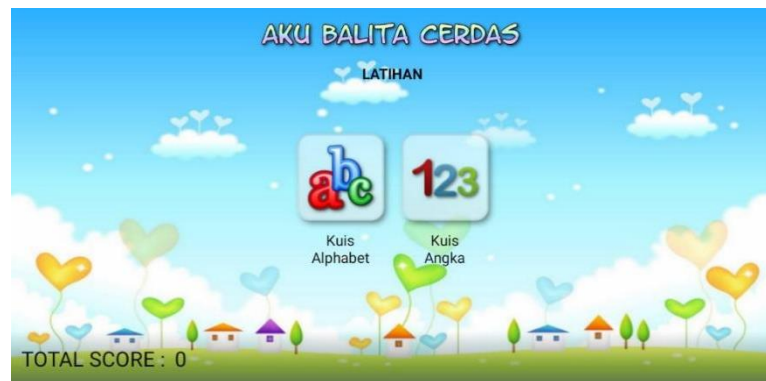 AKU BALITA CERDAS
LATIHAN
abc
123
Kuis
Alphabet
Kuis
Angka
TOTAL SCORE : 0